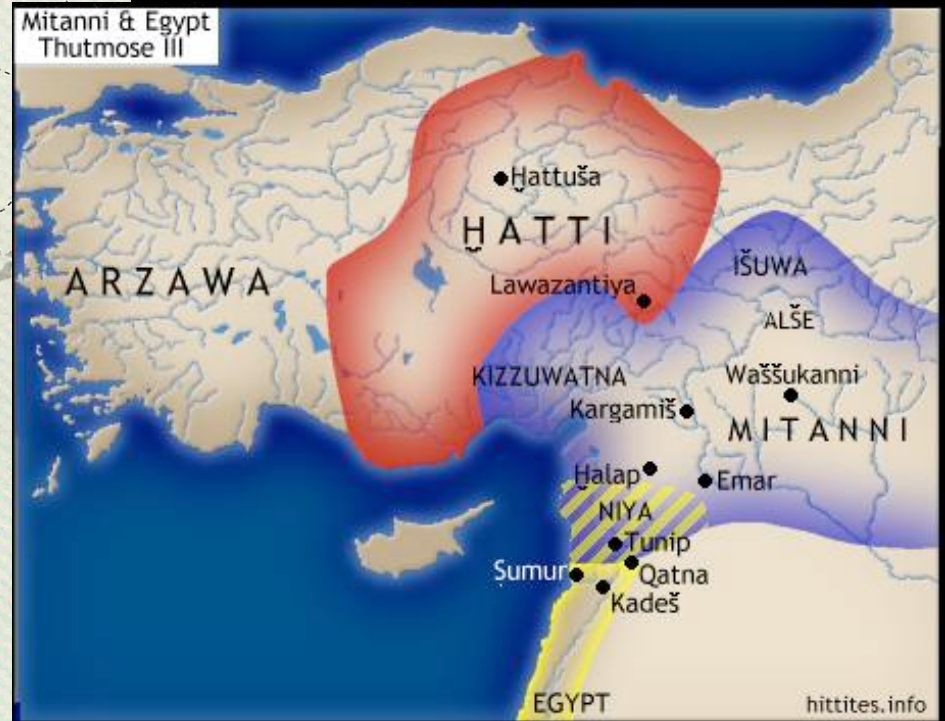 Mitanni & Egypt
Thutmose III
Ḫattuša
ḪATTI
ARZAWA
Lawazantiya
IŠUWA
ALŠE
KIZZUWATNA
Waššukanni
Kargamiš
MITANNI
Ḫalap
Emar
NIYA
Tunip
Sumur
Qatna
Kadeš
EGYPT
hittites.info